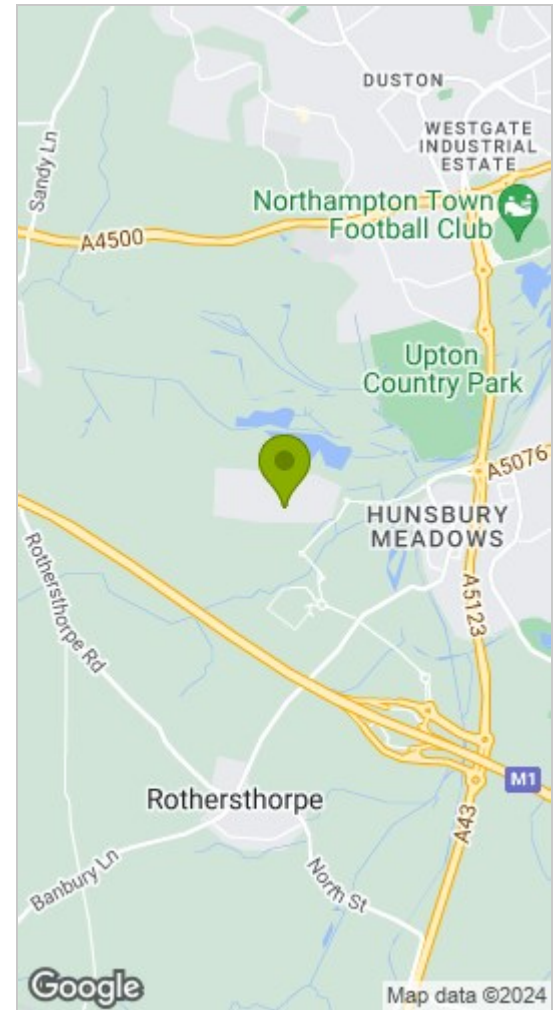 DUSTON
WESTGATE
INDUSTRIAL
ESTATE
Sandy Ln
Northampton Town
Football Club
A4500
Upton
Country Park
A5076
HUNSBURY
MEADOWS
Rothersthorpe Rd
A5123
M1
Rothersthorpe
A43
Banbury Ln
North St
Google
Map data ©2024